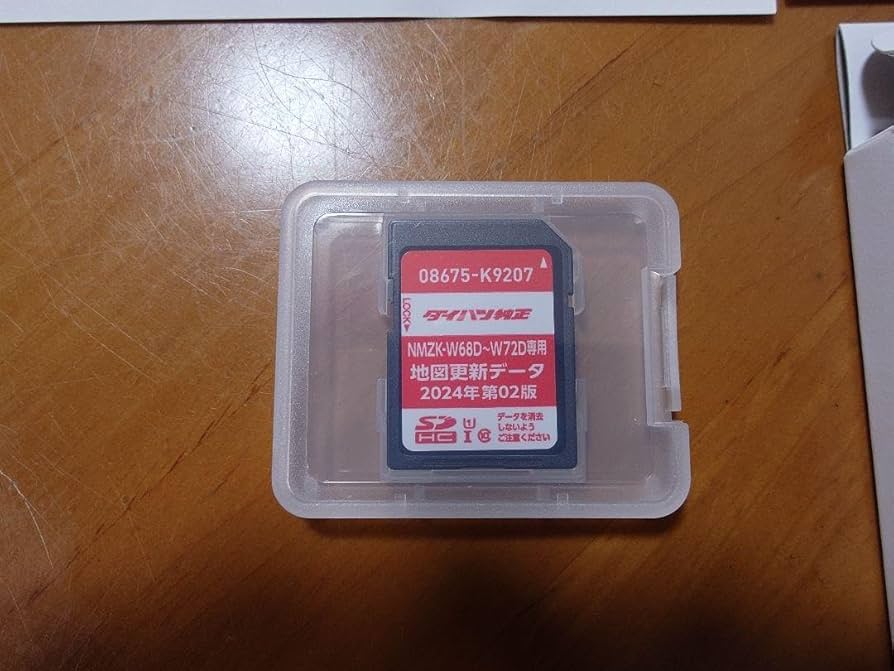 08675-K9207
LOCK
ダイハツ純正
NMZK-W68D～W72D専用
地図更新データ
2024年第02版
SD HC U1 I 10
データを消去
しないよう
ご注意ください